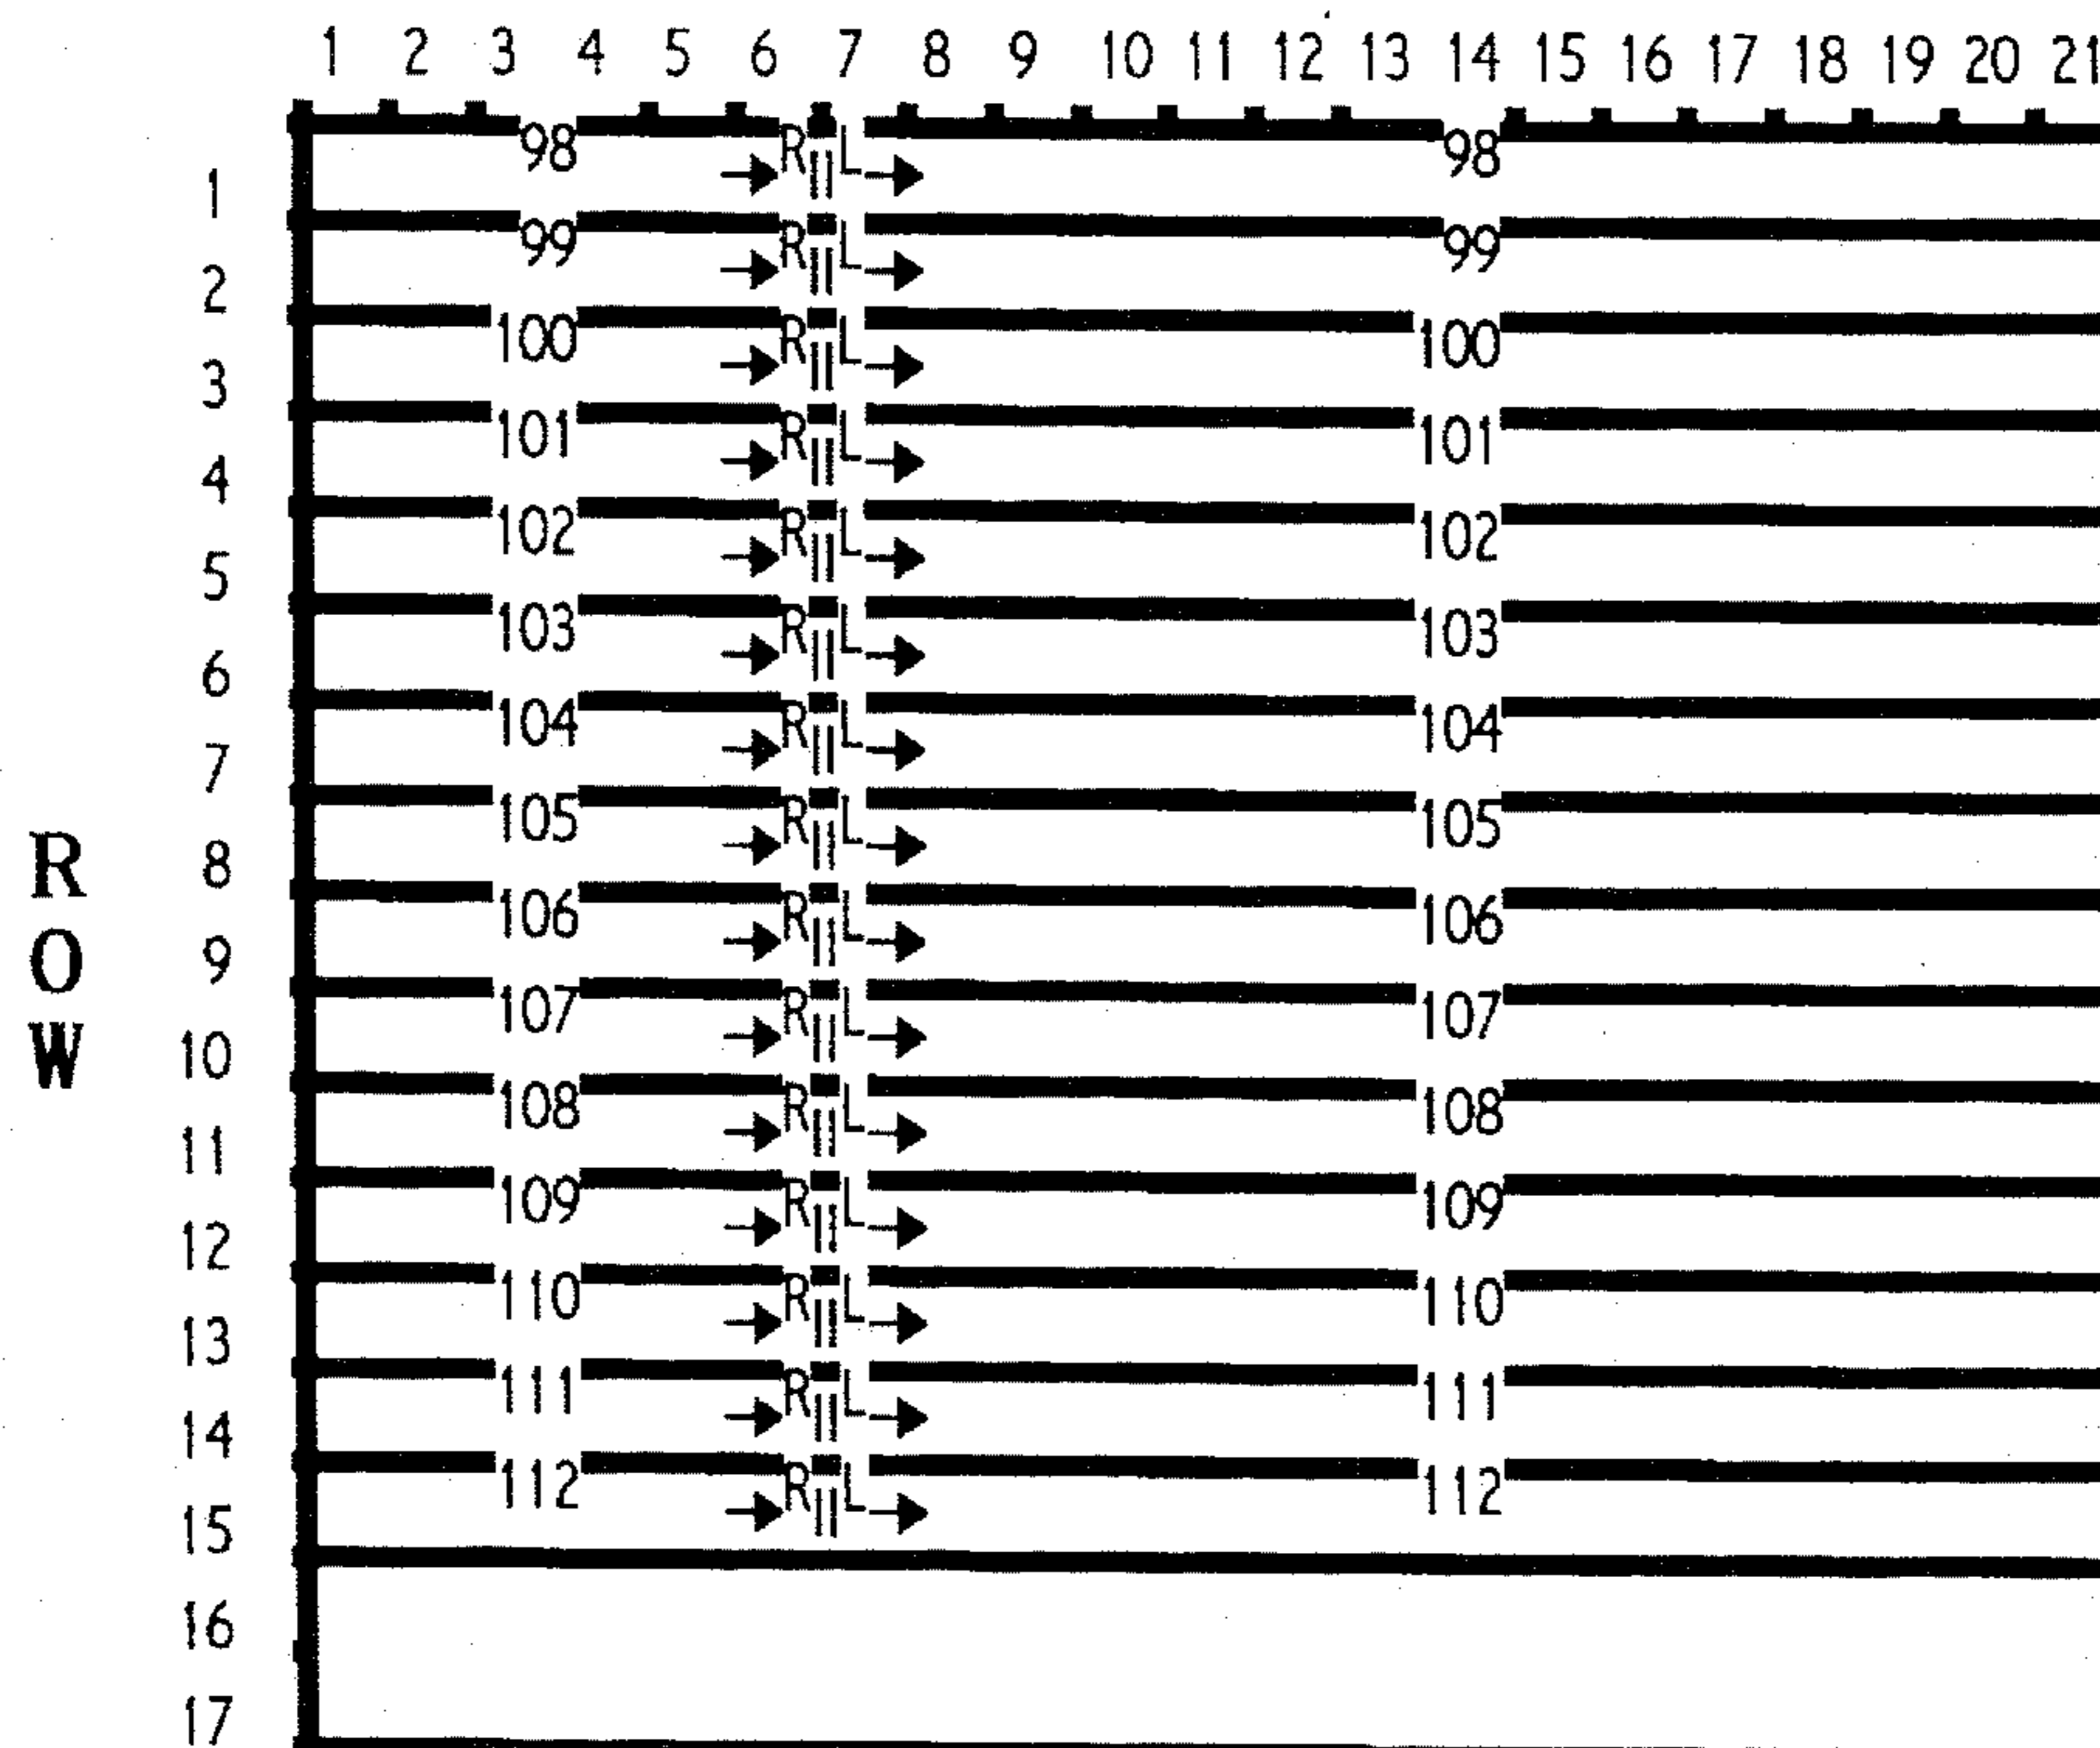 1 2 3 4 5 6 7 8 9 10 11 12 13 14 15 16 17 18 19 20 21
98 R L 98
1
99 R L 99
2
100 R L 100
3
101 R L 101
4
102 R L 102
5
103 R L 103
6
104 R L 104
7
105 R L 105
8
106 R L 106
9
107 R L 107
10
108 R L 108
11
109 R L 109
12
110 R L 110
13
111 R L 111
14
112 R L 112
15
16
17
ROW